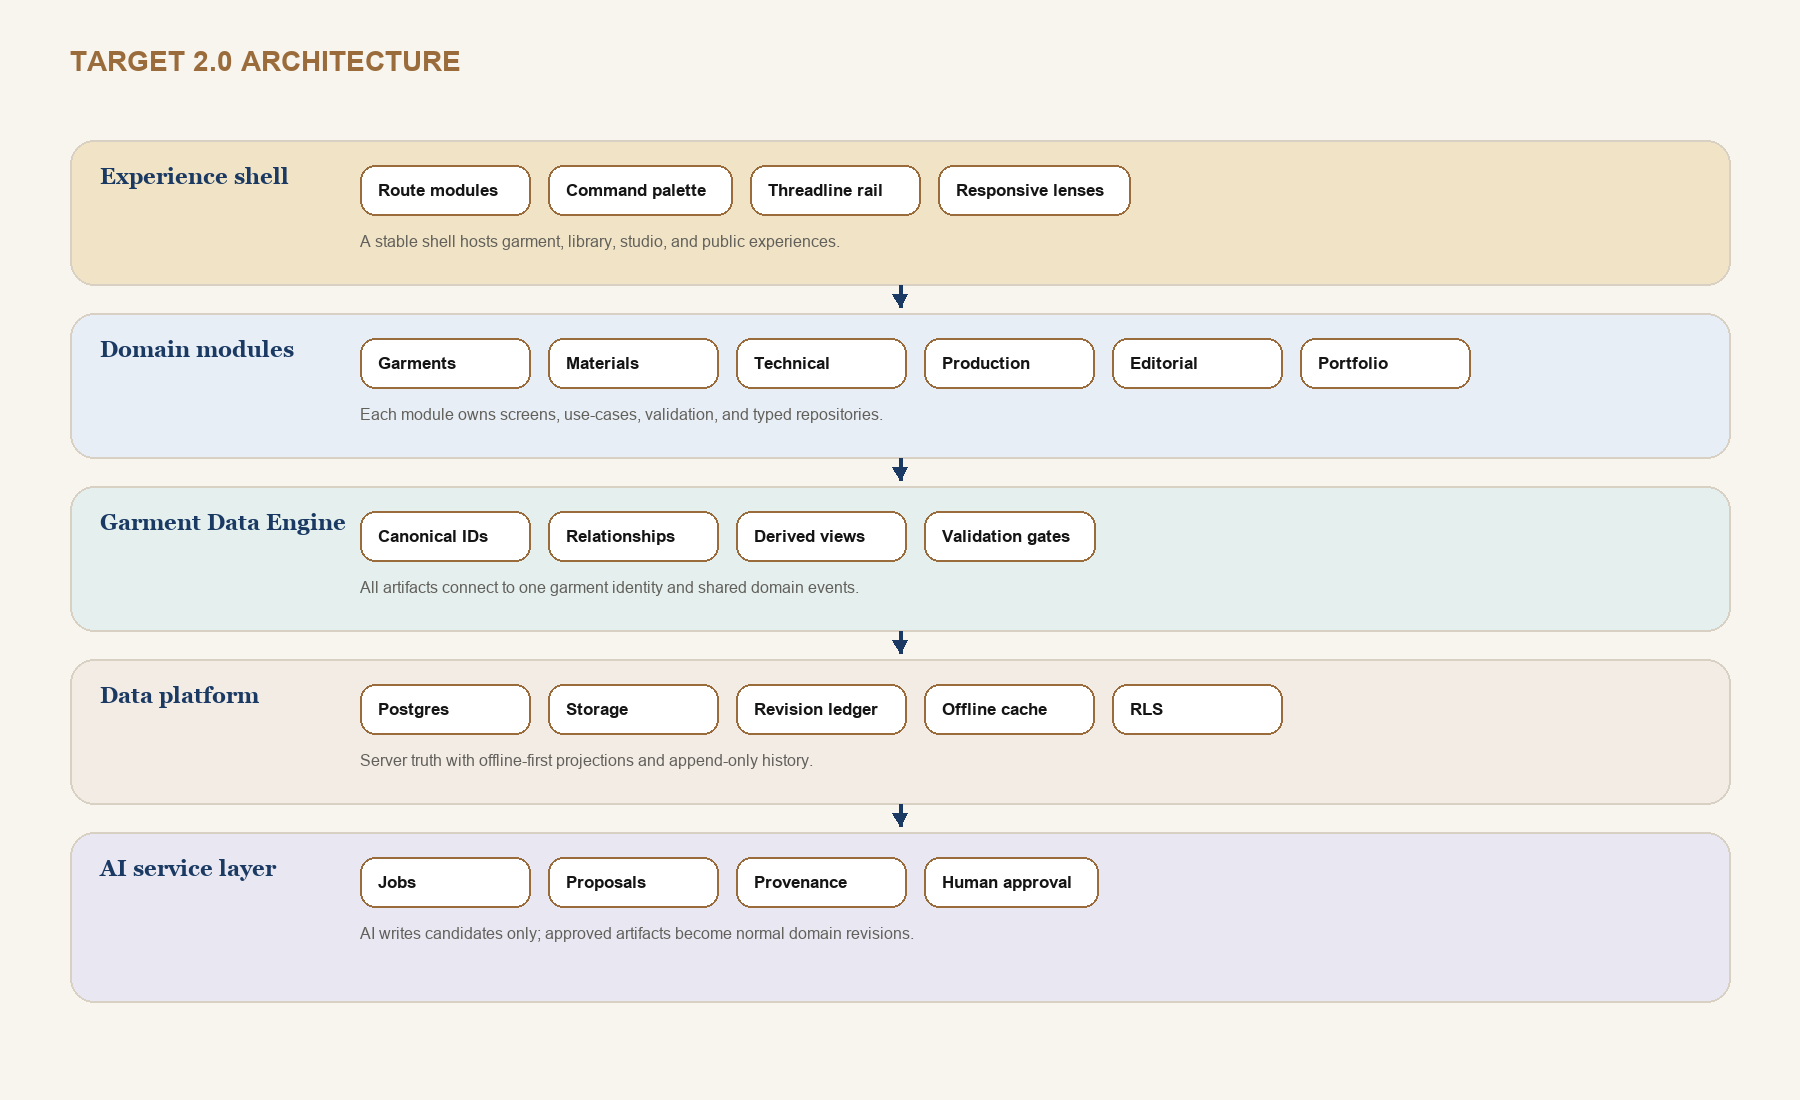 TARGET 2.0 ARCHITECTURE
Experience shell
Route modules
Command palette
Threadline rail
Responsive lenses
A stable shell hosts garment, library, studio, and public experiences.
Domain modules
Garments
Materials
Technical
Production
Editorial
Portfolio
Each module owns screens, use-cases, validation, and typed repositories.
Garment Data Engine
Canonical IDs
Relationships
Derived views
Validation gates
All artifacts connect to one garment identity and shared domain events.
Data platform
Postgres
Storage
Revision ledger
Offline cache
RLS
Server truth with offline-first projections and append-only history.
AI service layer
Jobs
Proposals
Provenance
Human approval
AI writes candidates only; approved artifacts become normal domain revisions.